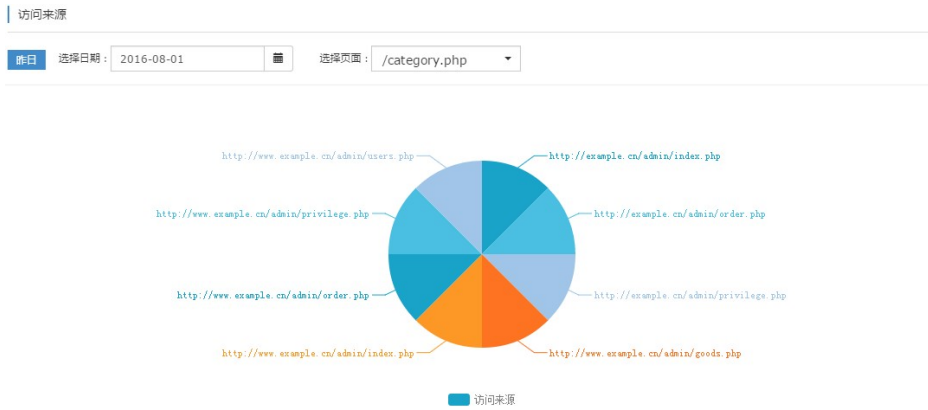 访问来源
昨日 选择日期： 2016-08-01 选择页面： /category.php
http://www.example.cn/admin/users.php http://example.cn/admin/index.php
http://www.example.cn/admin/privilege.php http://example.cn/admin/order.php
http://www.example.cn/admin/order.php http://example.cn/admin/privilege.php
http://www.example.cn/admin/index.php http://www.example.cn/admin/goods.php
访问来源